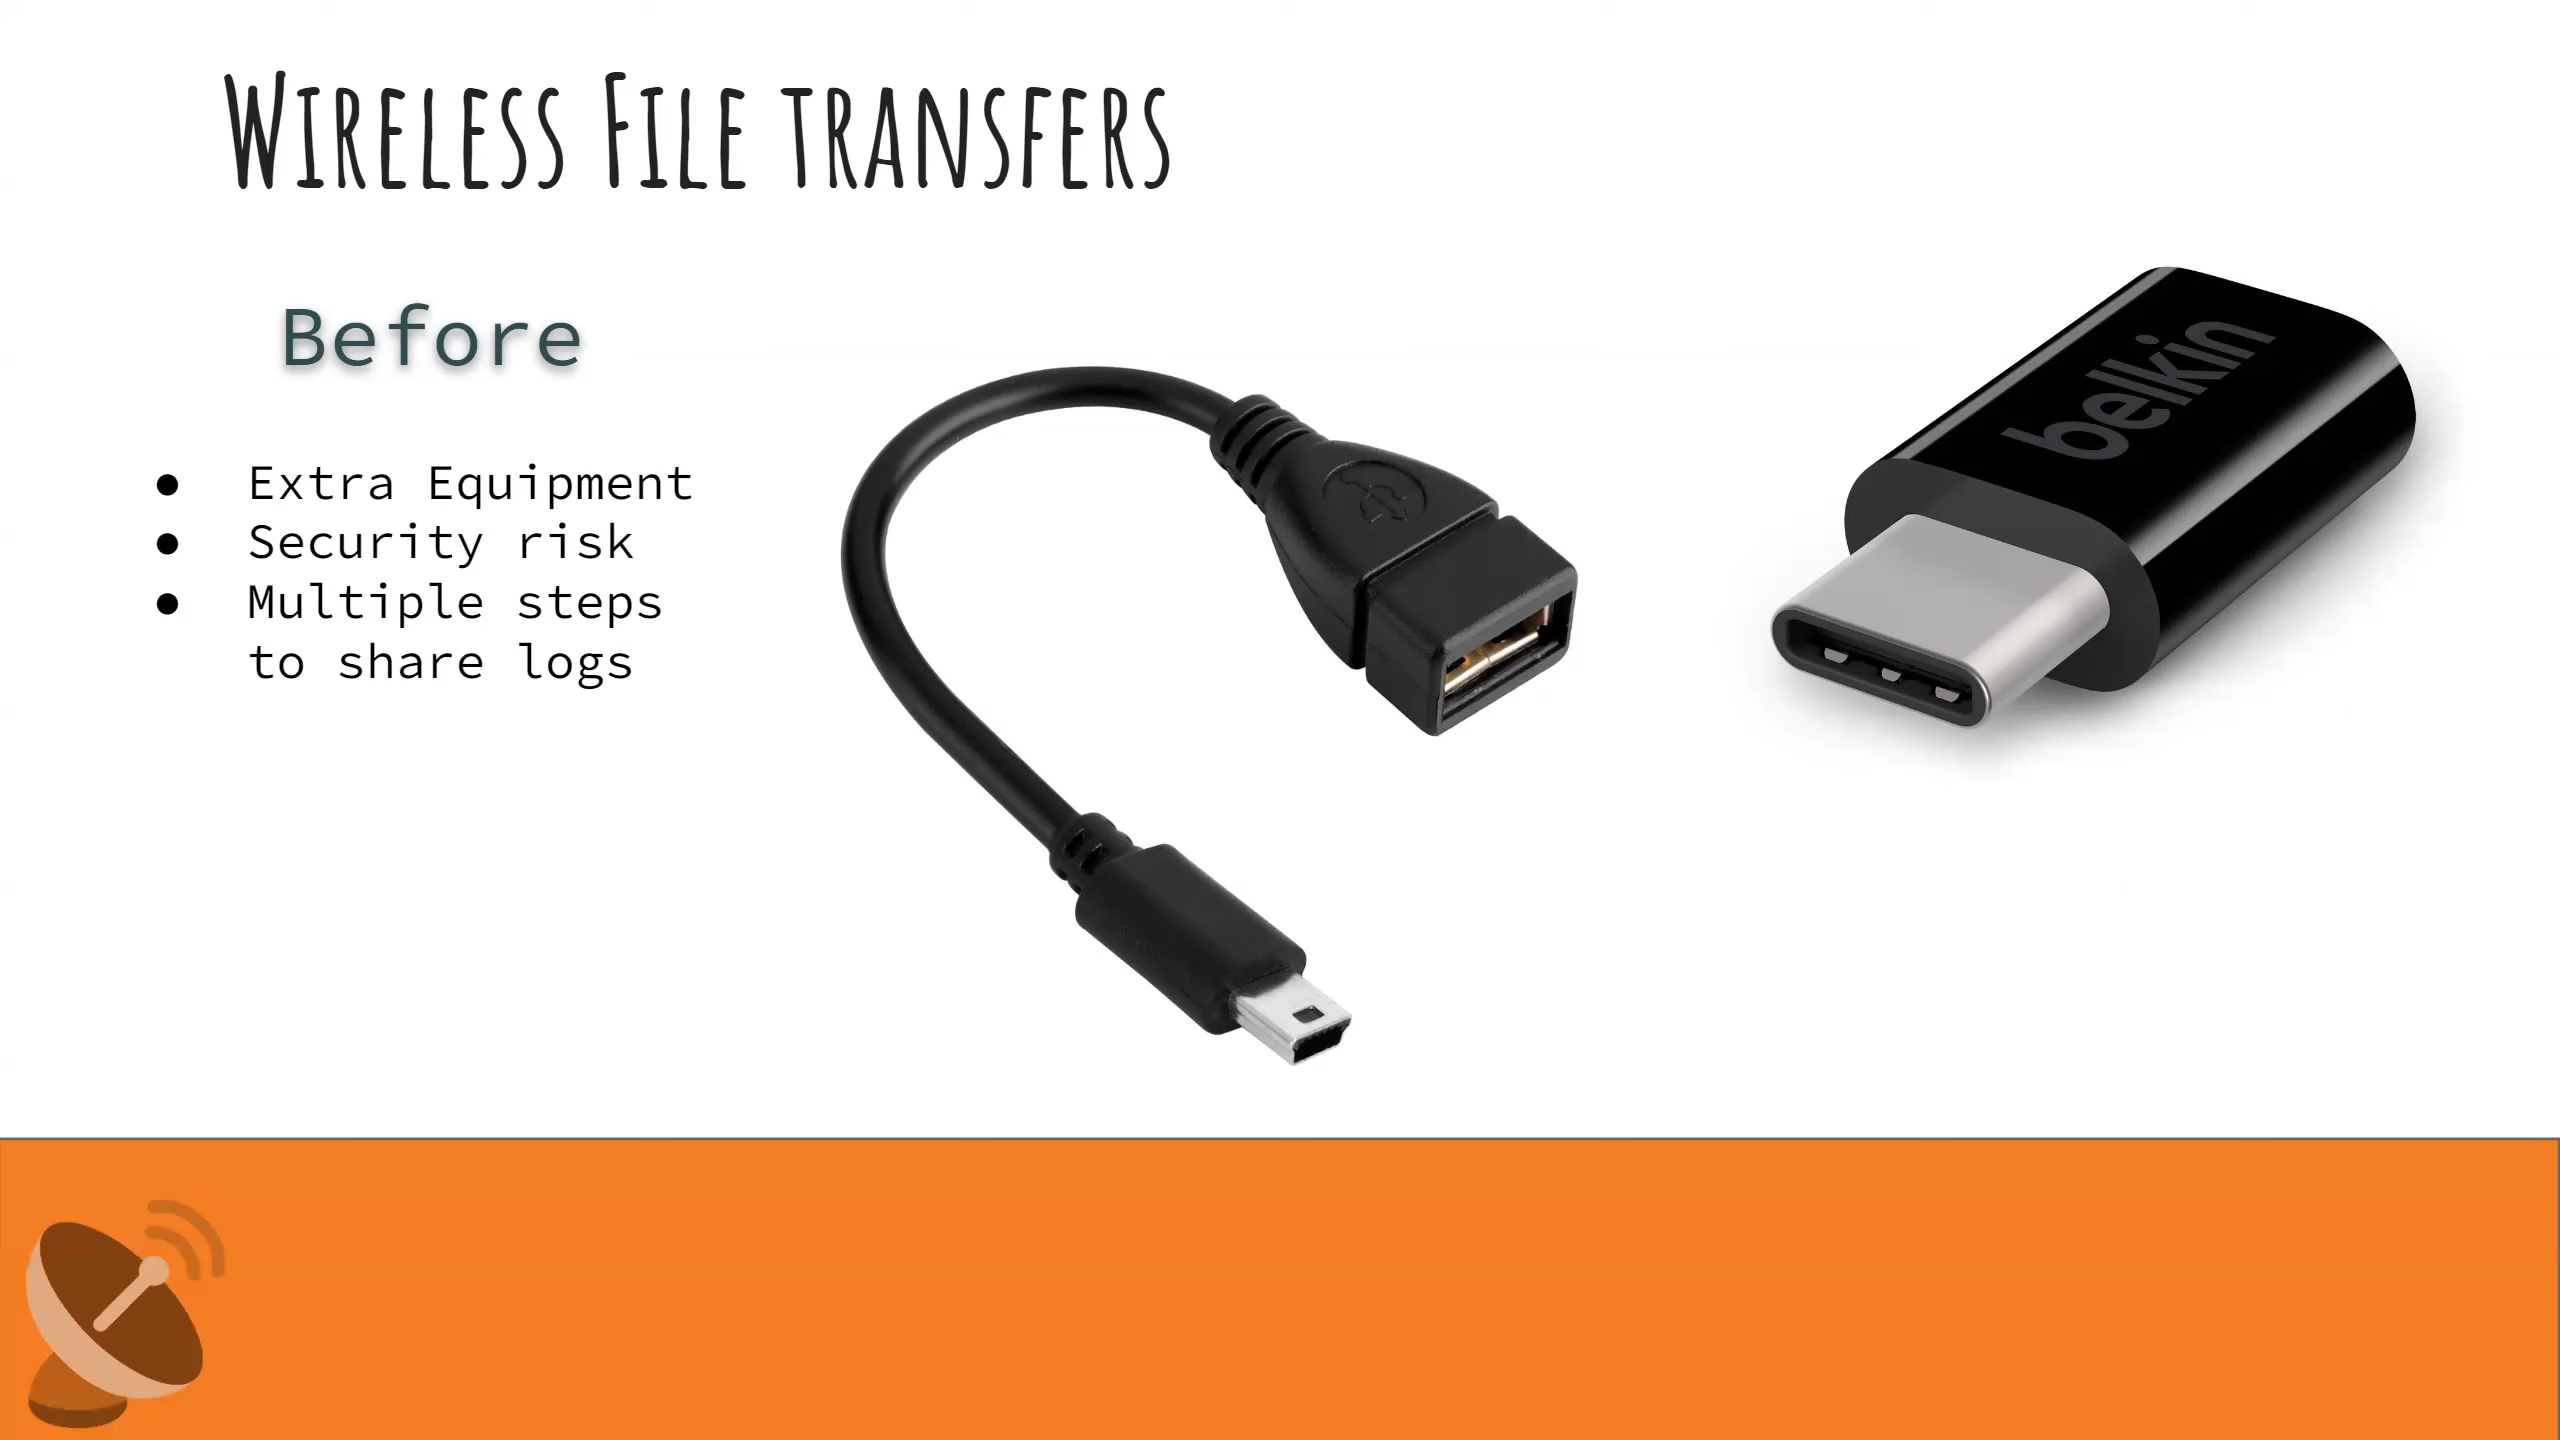 Wireless File transfers
Before
● Extra Equipment
● Security risk
● Multiple steps
to share logs
belkin